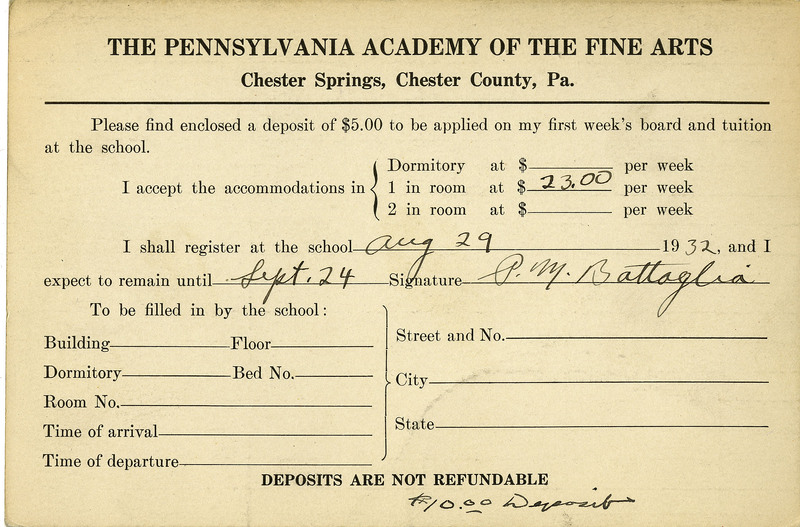 THE PENNSYLVANIA ACADEMY OF THE FINE ARTS
Chester Springs, Chester County, Pa.
Please find enclosed a deposit of $5.00 to be applied on my first week's board and tuition
at the school.
I accept the accommodations in
Dormitory at $ per week
1 in room at $ 23.00 per week
2 in room at $ per week
I shall register at the school Aug 29 1932, and I
expect to remain until Sept. 24 Signature P. M. Battaglia
To be filled in by the school:
Building Floor
Dormitory Bed No.
Room No.
Time of arrival
Time of departure
Street and No.
City
State
DEPOSITS ARE NOT REFUNDABLE
$10.00 Deposit